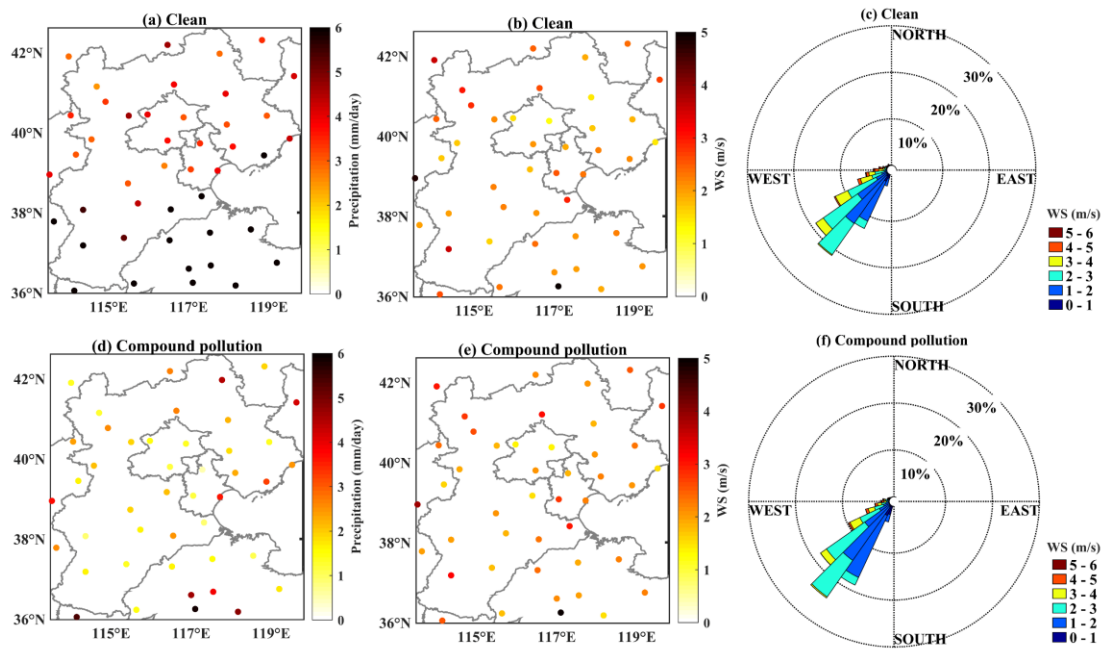 (a) Clean
42°N
40°N
38°N
36°N
115°E
117°E
119°E
6
5
4
3
2
1
0
Precipitation (mm/day)
(b) Clean
42°N
40°N
38°N
36°N
115°E
117°E
119°E
5
4
3
2
1
0
WS (m/s)
(c) Clean
NORTH
30%
20%
10%
WEST
EAST
SOUTH
WS (m/s)
5 - 6
4 - 5
3 - 4
2 - 3
1 - 2
0 - 1
(d) Compound pollution
42°N
40°N
38°N
36°N
115°E
117°E
119°E
6
5
4
3
2
1
0
Precipitation (mm/day)
(e) Compound pollution
42°N
40°N
38°N
36°N
115°E
117°E
119°E
5
4
3
2
1
0
WS (m/s)
(f) Compound pollution
NORTH
30%
20%
10%
WEST
EAST
SOUTH
WS (m/s)
5 - 6
4 - 5
3 - 4
2 - 3
1 - 2
0 - 1